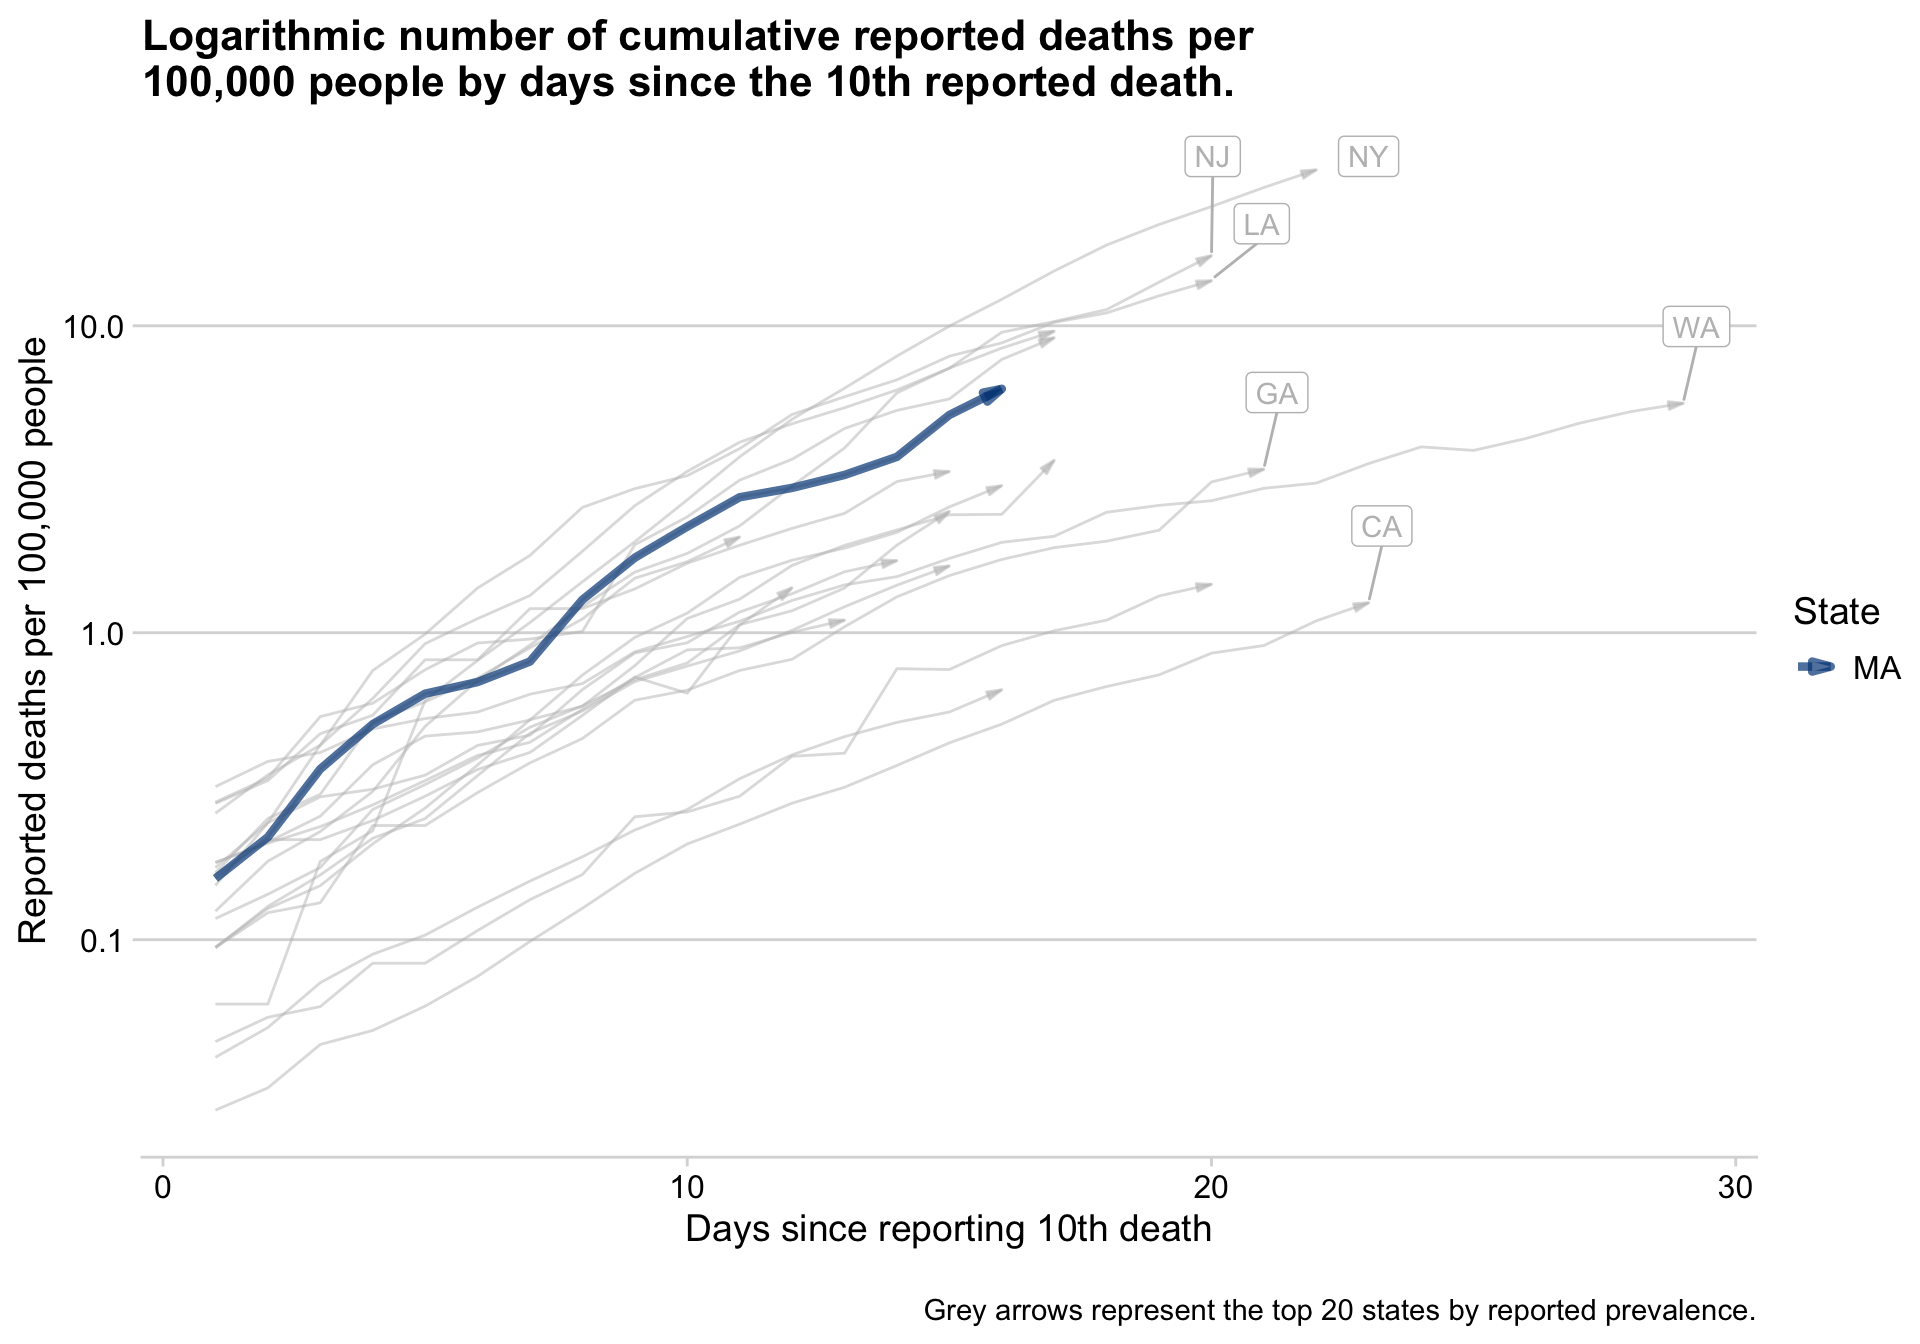 Logarithmic number of cumulative reported deaths per
100,000 people by days since the 10th reported death.
NJ
NY
LA
10.0
WA
GA
CA
1.0
0.1
Reported deaths per 100,000 people
State
MA
0
10
20
30
Days since reporting 10th death
Grey arrows represent the top 20 states by reported prevalence.